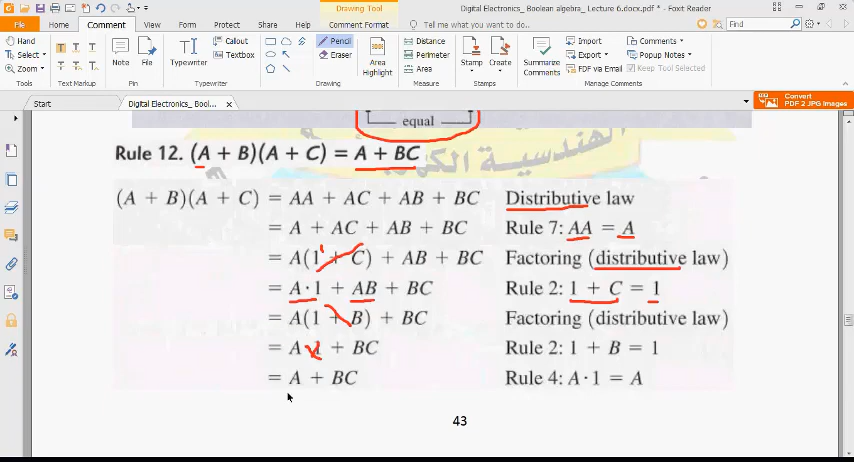 Drawing Tool
Digital Electronics_ Boolean algebra_ Lecture 6.docx.pdf * - Foxit Reader
File Home Comment View Form Protect Share Help Extras Comment Format Tell me what you want to do.. Find
Hand Select Zoom Tools
Text Markup
Note File Pin
Typewriter Callout Textbox Typewriter
Pencil Eraser Drawing
Area Highlight
Distance Perimeter Area Measure
Stamp Create Stamps
Summarize Comments Import Export FDF via Email
Comments Popup Notes Keep Tool Selected Manage Comments
Start Digital Electronics_ Bool... Convert PDF 2 JPG Images
equal
Rule 12. (A + B)(A + C) = A + BC
الهندسية
(A + B)(A + C) = AA + AC + AB + BC Distributive law
= A + AC + AB + BC Rule 7: AA = A
= A(1 + C) + AB + BC Factoring (distributive law)
= A · 1 + AB + BC Rule 2: 1 + C = 1
= A(1 + B) + BC Factoring (distributive law)
= A · 1 + BC Rule 2: 1 + B = 1
= A + BC Rule 4: A · 1 = A
43